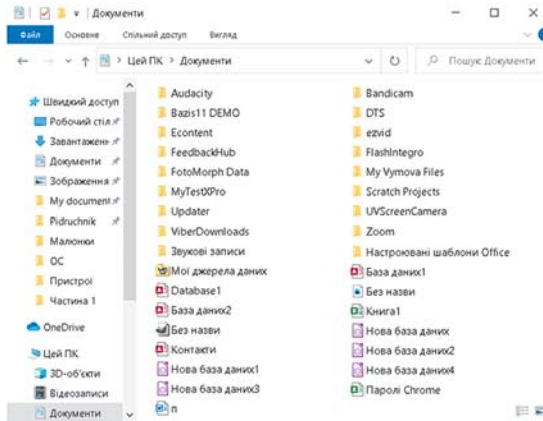 Документи
Файл Основне Спільний доступ Вигляд
Цей ПК > Документи
Пошук: Документи
Швидкий доступ
Робочий стіл
Завантажен
Документи
Зображення
My document
Pidruchnik
Малюнки
ОС
Пристрої
Частина 1
OneDrive
Цей ПК
3D-об'єкти
Відеозаписи
Документи
Audacity
Bazis11 DEMO
Econtent
FeedbackHub
FotoMorph Data
MyTestXPro
Updater
ViberDownloads
Звукові записи
Мої джерела даних
Database1
База даних2
Без назви
Контакти
Нова база даних1
Нова база даних3
п
Bandicam
DTS
ezvid
FlashIntegro
My Vymova Files
Scratch Projects
UVScreenCamera
Zoom
Настроювані шаблони Office
База даних1
Без назви
Книга1
Нова база даних
Нова база даних2
Нова база даних4
Паролі Chrome